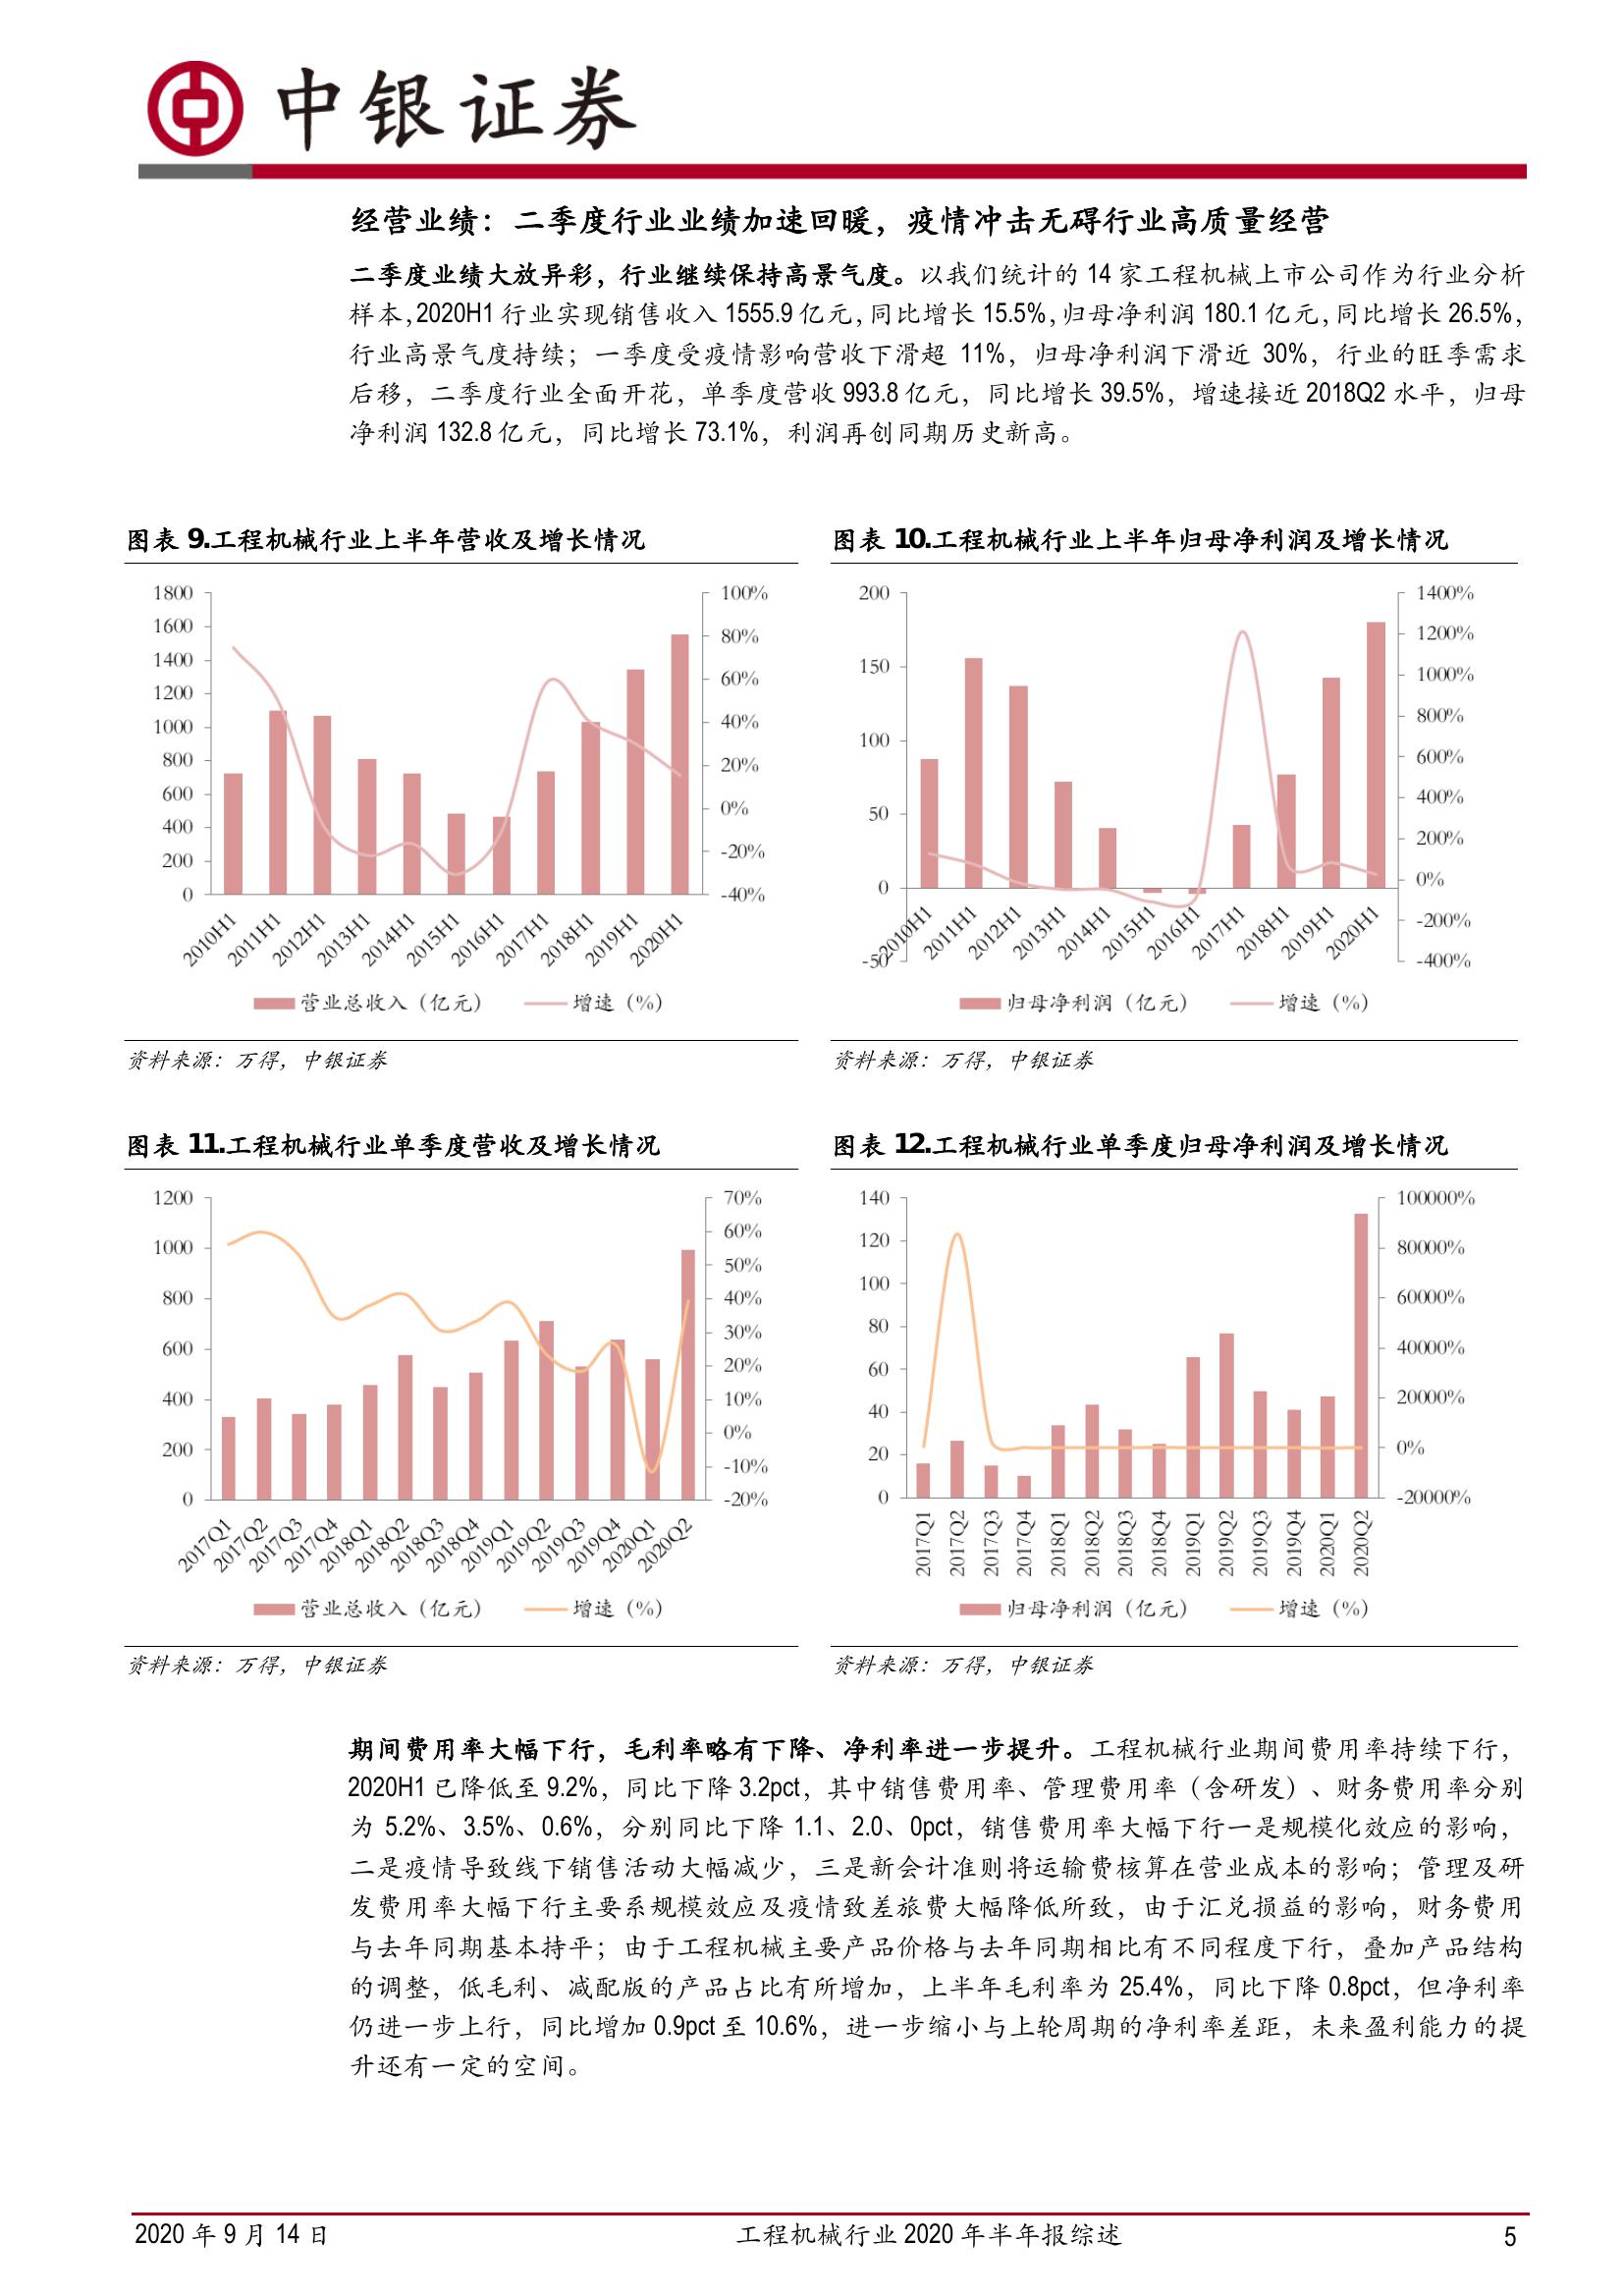 中银证券
经营业绩：二季度行业业绩加速回暖，疫情冲击无碍行业高质量经营
二季度业绩大放异彩，行业继续保持高景气度。以我们统计的 14 家工程机械上市公司作为行业分析
样本，2020H1 行业实现销售收入 1555.9 亿元，同比增长 15.5%，归母净利润 180.1 亿元，同比增长 26.5%，
行业高景气度持续；一季度受疫情影响营收下滑超 11%，归母净利润下滑近 30%，行业的旺季需求
后移，二季度行业全面开花，单季度营收 993.8 亿元，同比增长 39.5%，增速接近 2018Q2 水平，归母
净利润 132.8 亿元，同比增长 73.1%，利润再创同期历史新高。
图表 9.工程机械行业上半年营收及增长情况
1800
1600
1400
1200
1000
800
600
400
200
0
100%
80%
60%
40%
20%
0%
-20%
-40%
2010H1
2011H1
2012H1
2013H1
2014H1
2015H1
2016H1
2017H1
2018H1
2019H1
2020H1
营业总收入（亿元） 增速（%）
资料来源：万得，中银证券
图表 10.工程机械行业上半年归母净利润及增长情况
200
150
100
50
0
-50
1400%
1200%
1000%
800%
600%
400%
200%
0%
-200%
-400%
2010H1
2011H1
2012H1
2013H1
2014H1
2015H1
2016H1
2017H1
2018H1
2019H1
2020H1
归母净利润（亿元） 增速（%）
资料来源：万得，中银证券
图表 11.工程机械行业单季度营收及增长情况
1200
1000
800
600
400
200
0
70%
60%
50%
40%
30%
20%
10%
0%
-10%
-20%
2017Q1
2017Q2
2017Q3
2017Q4
2018Q1
2018Q2
2018Q3
2018Q4
2019Q1
2019Q2
2019Q3
2019Q4
2020Q1
2020Q2
营业总收入（亿元） 增速（%）
资料来源：万得，中银证券
图表 12.工程机械行业单季度归母净利润及增长情况
140
120
100
80
60
40
20
0
100000%
80000%
60000%
40000%
20000%
0%
-20000%
2017Q1
2017Q2
2017Q3
2017Q4
2018Q1
2018Q2
2018Q3
2018Q4
2019Q1
2019Q2
2019Q3
2019Q4
2020Q1
2020Q2
归母净利润（亿元） 增速（%）
资料来源：万得，中银证券
期间费用率大幅下行，毛利率略有下降、净利率进一步提升。工程机械行业期间费用率持续下行，
2020H1 已降低至 9.2%，同比下降 3.2pct，其中销售费用率、管理费用率（含研发）、财务费用率分别
为 5.2%、3.5%、0.6%，分别同比下降 1.1、2.0、0pct，销售费用率大幅下行一是规模化效应的影响，
二是疫情导致线下销售活动大幅减少，三是新会计准则将运输费核算在营业成本的影响；管理及研
发费用率大幅下行主要系规模效应及疫情致差旅费大幅降低所致，由于汇兑损益的影响，财务费用
与去年同期基本持平；由于工程机械主要产品价格与去年同期相比有不同程度下行，叠加产品结构
的调整，低毛利、减配版的产品占比有所增加，上半年毛利率为 25.4%，同比下降 0.8pct，但净利率
仍进一步上行，同比增加 0.9pct 至 10.6%，进一步缩小与上轮周期的净利率差距，未来盈利能力的提
升还有一定的空间。
2020 年 9 月 14 日 工程机械行业 2020 年半年报综述 5